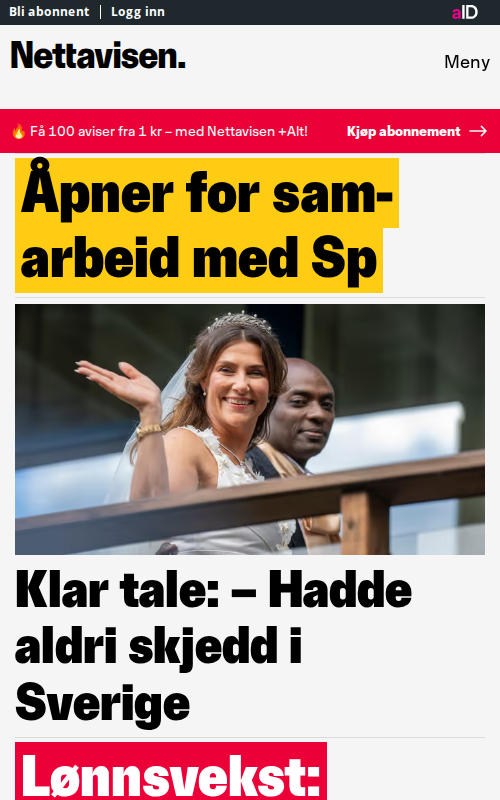 Bli abonnent | Logg inn
aID
Nettavisen.
Meny
🔥 Få 100 aviser fra 1 kr – med Nettavisen +Alt!
Kjøp abonnement →
Åpner for sam-
arbeid med Sp
Klar tale: – Hadde
aldri skjedd i
Sverige
Lønnsvekst: